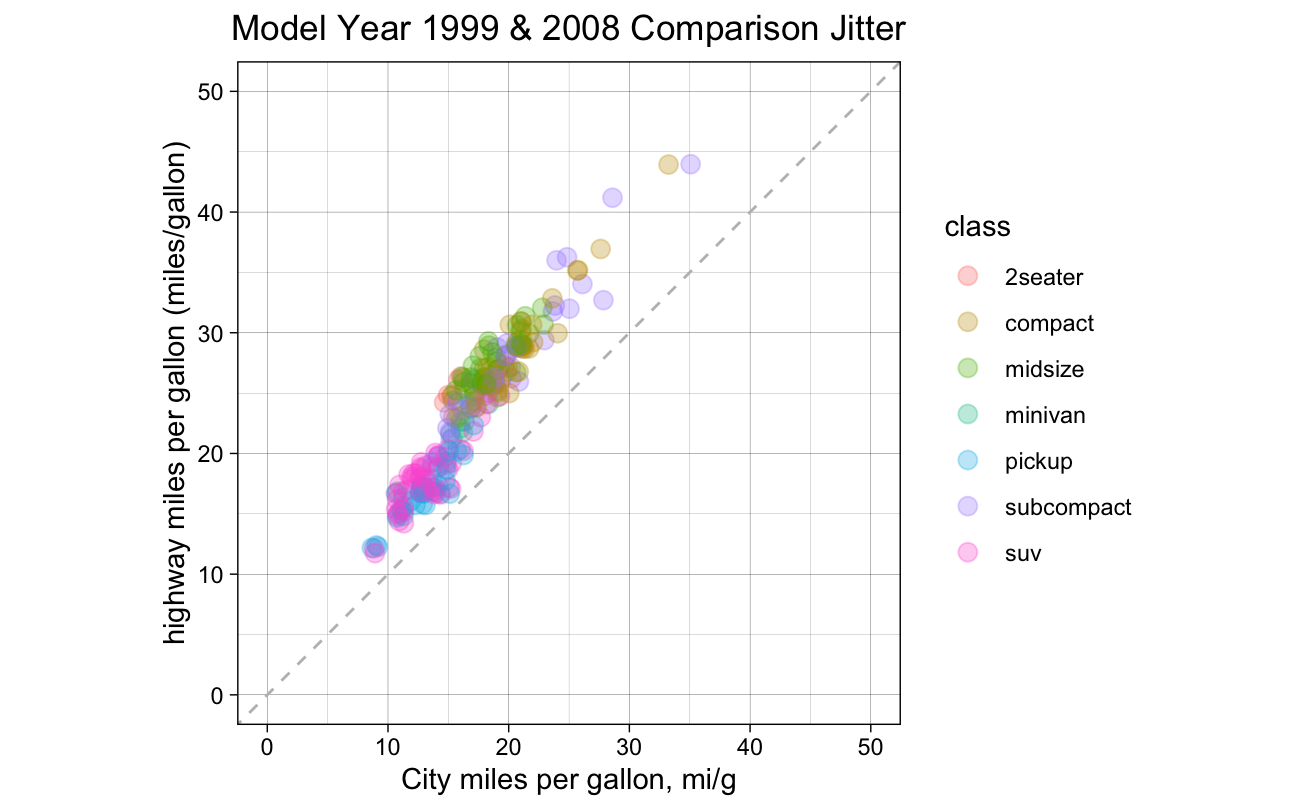 Model Year 1999 & 2008 Comparison Jitter
highway miles per gallon (miles/gallon)
50
40
30
20
10
0
0 10 20 30 40 50
City miles per gallon, mi/g
class
2seater
compact
midsize
minivan
pickup
subcompact
suv